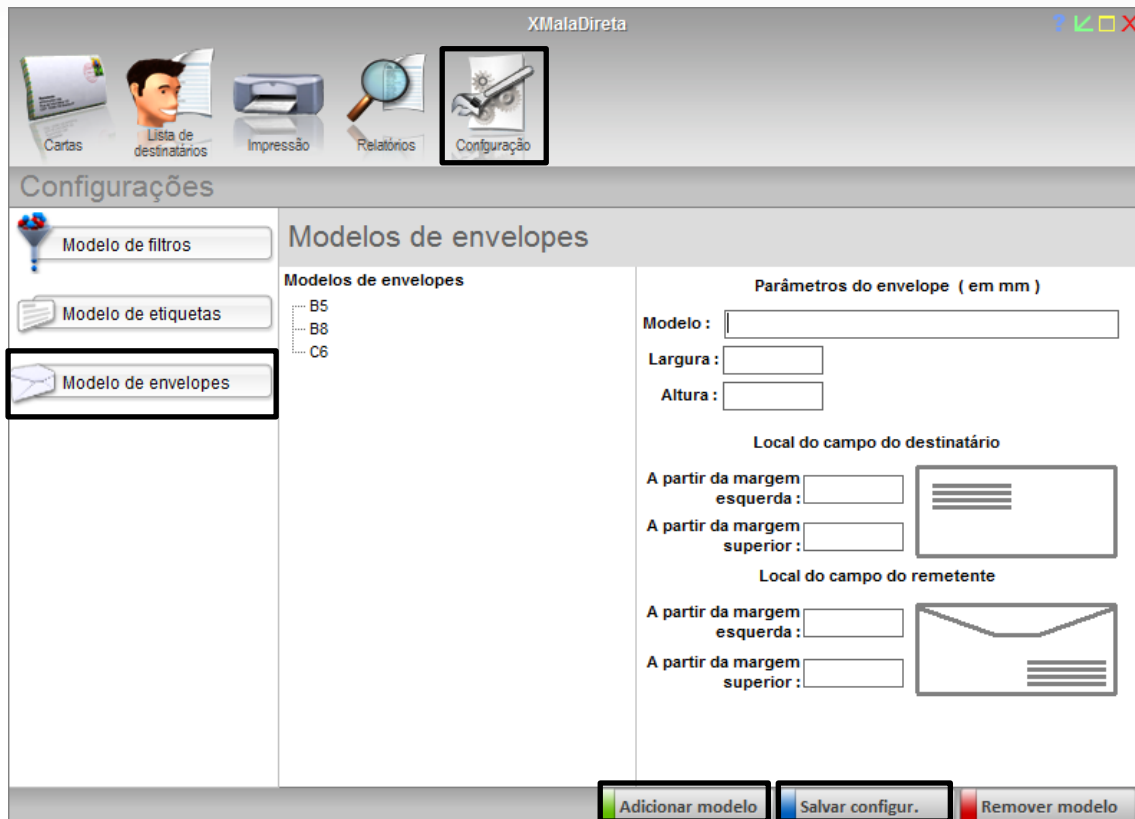 XMalaDireta
?
Cartas
Lista de
destinatários
Impressão
Relatórios
Confguração
Configurações
Modelo de filtros
Modelo de etiquetas
Modelo de envelopes
Modelos de envelopes
Modelos de envelopes
B5
B8
C6
Parâmetros do envelope ( em mm )
Modelo :
Largura :
Altura :
Local do campo do destinatário
A partir da margem
esquerda :
A partir da margem
superior :
Local do campo do remetente
A partir da margem
esquerda :
A partir da margem
superior :
Adicionar modelo
Salvar configur.
Remover modelo